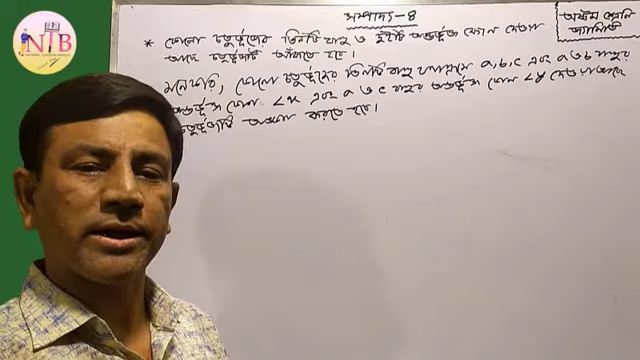 সম্পাদ্য-৪
অষ্টম শ্রেণি
জ্যামিতি
* কোনো চতুর্ভুজের তিনটি বাহু ও দুইটি অন্তর্ভুক্ত কোণ দেওয়া
আছে চতুর্ভুজটি আঁকতে হবে।
মনেকরি, কোনো চতুর্ভুজের তিনটি বাহু যথাক্রমে a, b, c এবং a ও b বাহুর
অন্তর্ভুক্ত কোণ ∠x এবং a ও c বাহুর অন্তর্ভুক্ত কোণ ∠y দেওয়া আছে
চতুর্ভুজটি অঙ্কন করতে হবে।
NTB